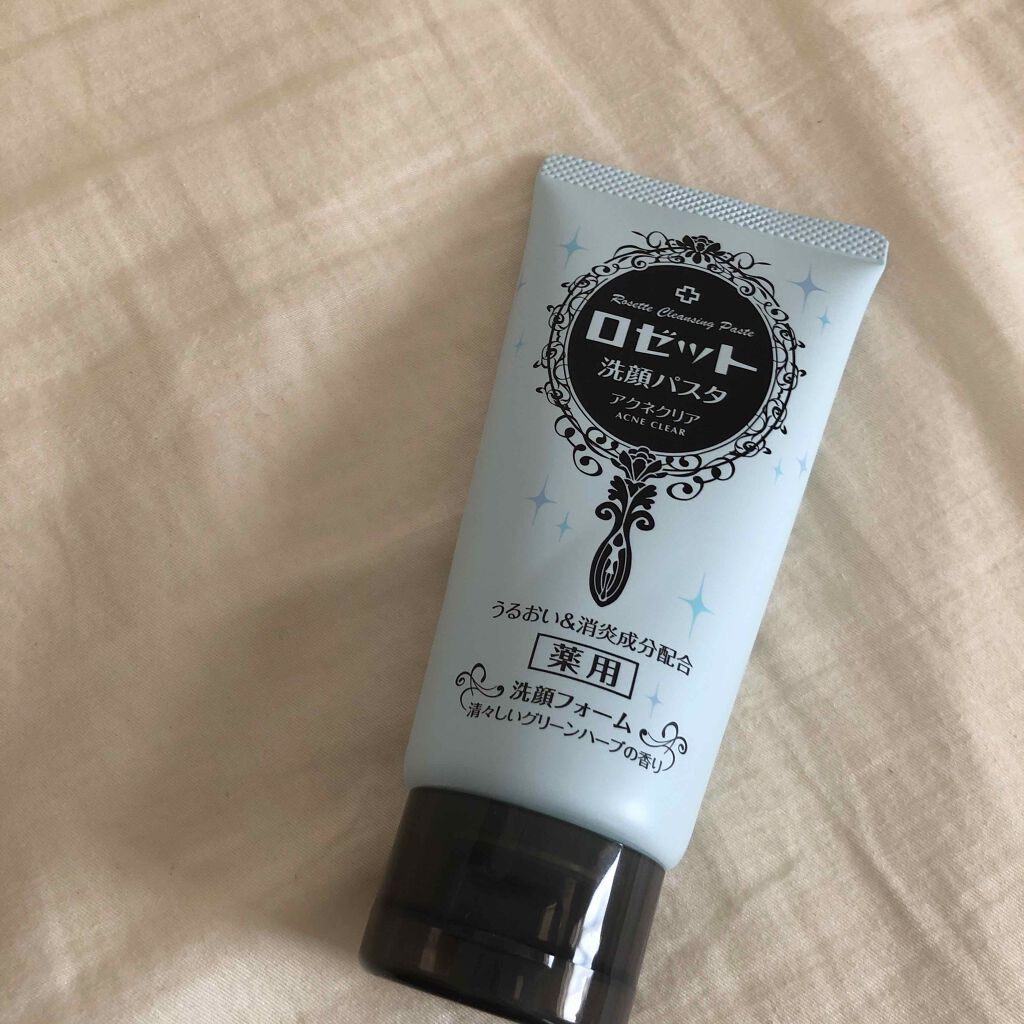 Rosette Cleansing Paste
ロゼット
洗顔パスタ
アクネクリア
ACNE CLEAR
うるおい&消炎成分配合
薬用
洗顔フォーム
清々しいグリーンハーブの香り